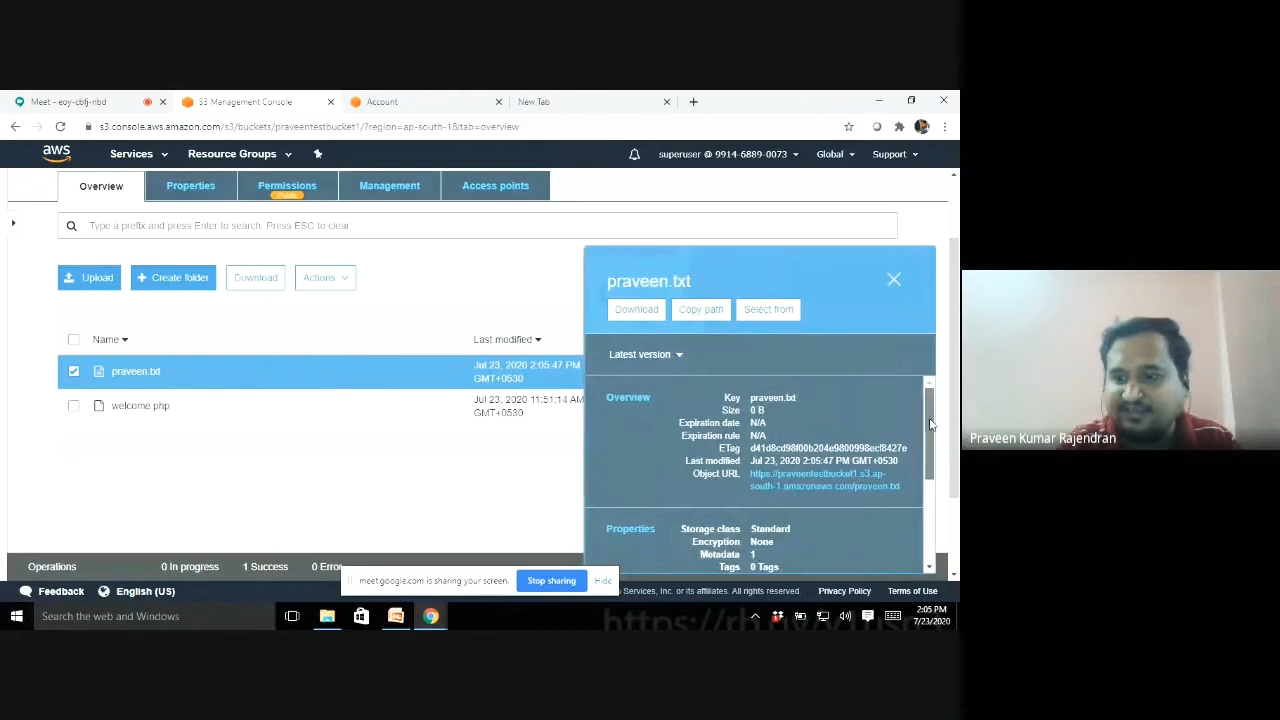 Meet - eoy-cbfj-nbd
S3 Management Console
Account
New Tab
s3.console.aws.amazon.com/s3/buckets/praveentestbucket1/?region=ap-south-1&tab=overview
aws Services Resource Groups superuser @ 9914-6889-0073 Global Support
Overview Properties Permissions Management Access points
Public
Type a prefix and press Enter to search. Press ESC to clear.
Upload Create folder Download Actions
praveen.txt
Download Copy path Select from
Latest version
Name Last modified
praveen.txt Jul 23, 2020 2:05:47 PM
GMT+0530
welcome.php Jul 23, 2020 11:51:14 AM
GMT+0530
Overview Key praveen.txt
Size 0 B
Expiration date N/A
Expiration rule N/A
ETag d41d8cd98f00b204e9800998ecf8427e
Last modified Jul 23, 2020 2:05:47 PM GMT+0530
Object URL https://praveentestbucket1.s3.ap-
south-1.amazonaws.com/praveen.txt
Properties Storage class Standard
Encryption None
Metadata 1
Tags 0 Tags
Operations 0 In progress 1 Success 0 Error
meet.google.com is sharing your screen. Stop sharing Hide
Feedback English (US) Services, Inc. or its affiliates. All rights reserved. Privacy Policy Terms of Use
Search the web and Windows
2:05 PM
7/23/2020
Praveen Kumar Rajendran